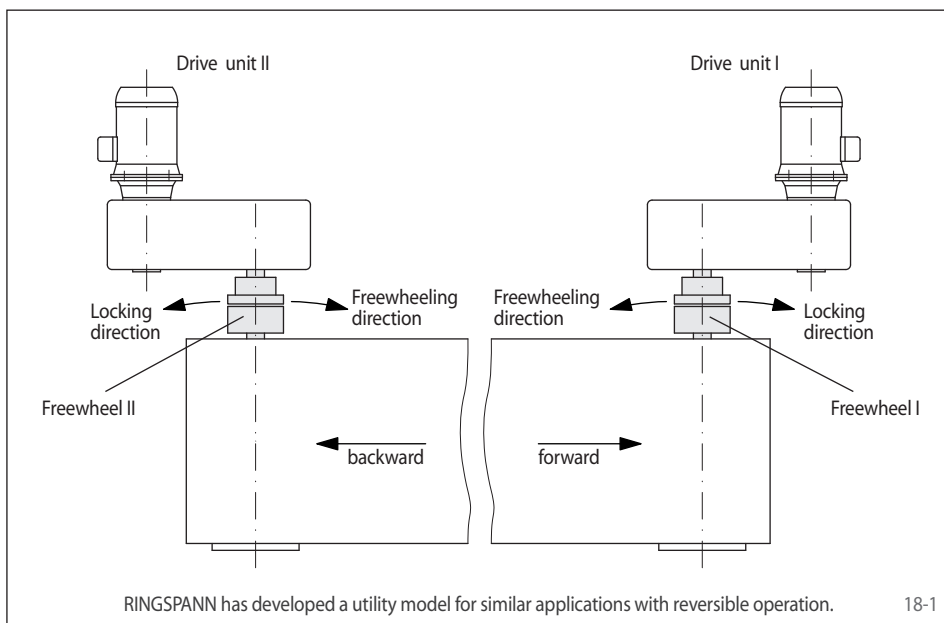 Drive unit II
Drive unit I
Locking
direction
Freewheeling
direction
Freewheeling
direction
Locking
direction
Freewheel II
Freewheel I
backward
forward
RINGSPANN has developed a utility model for similar applications with reversible operation.
18-1